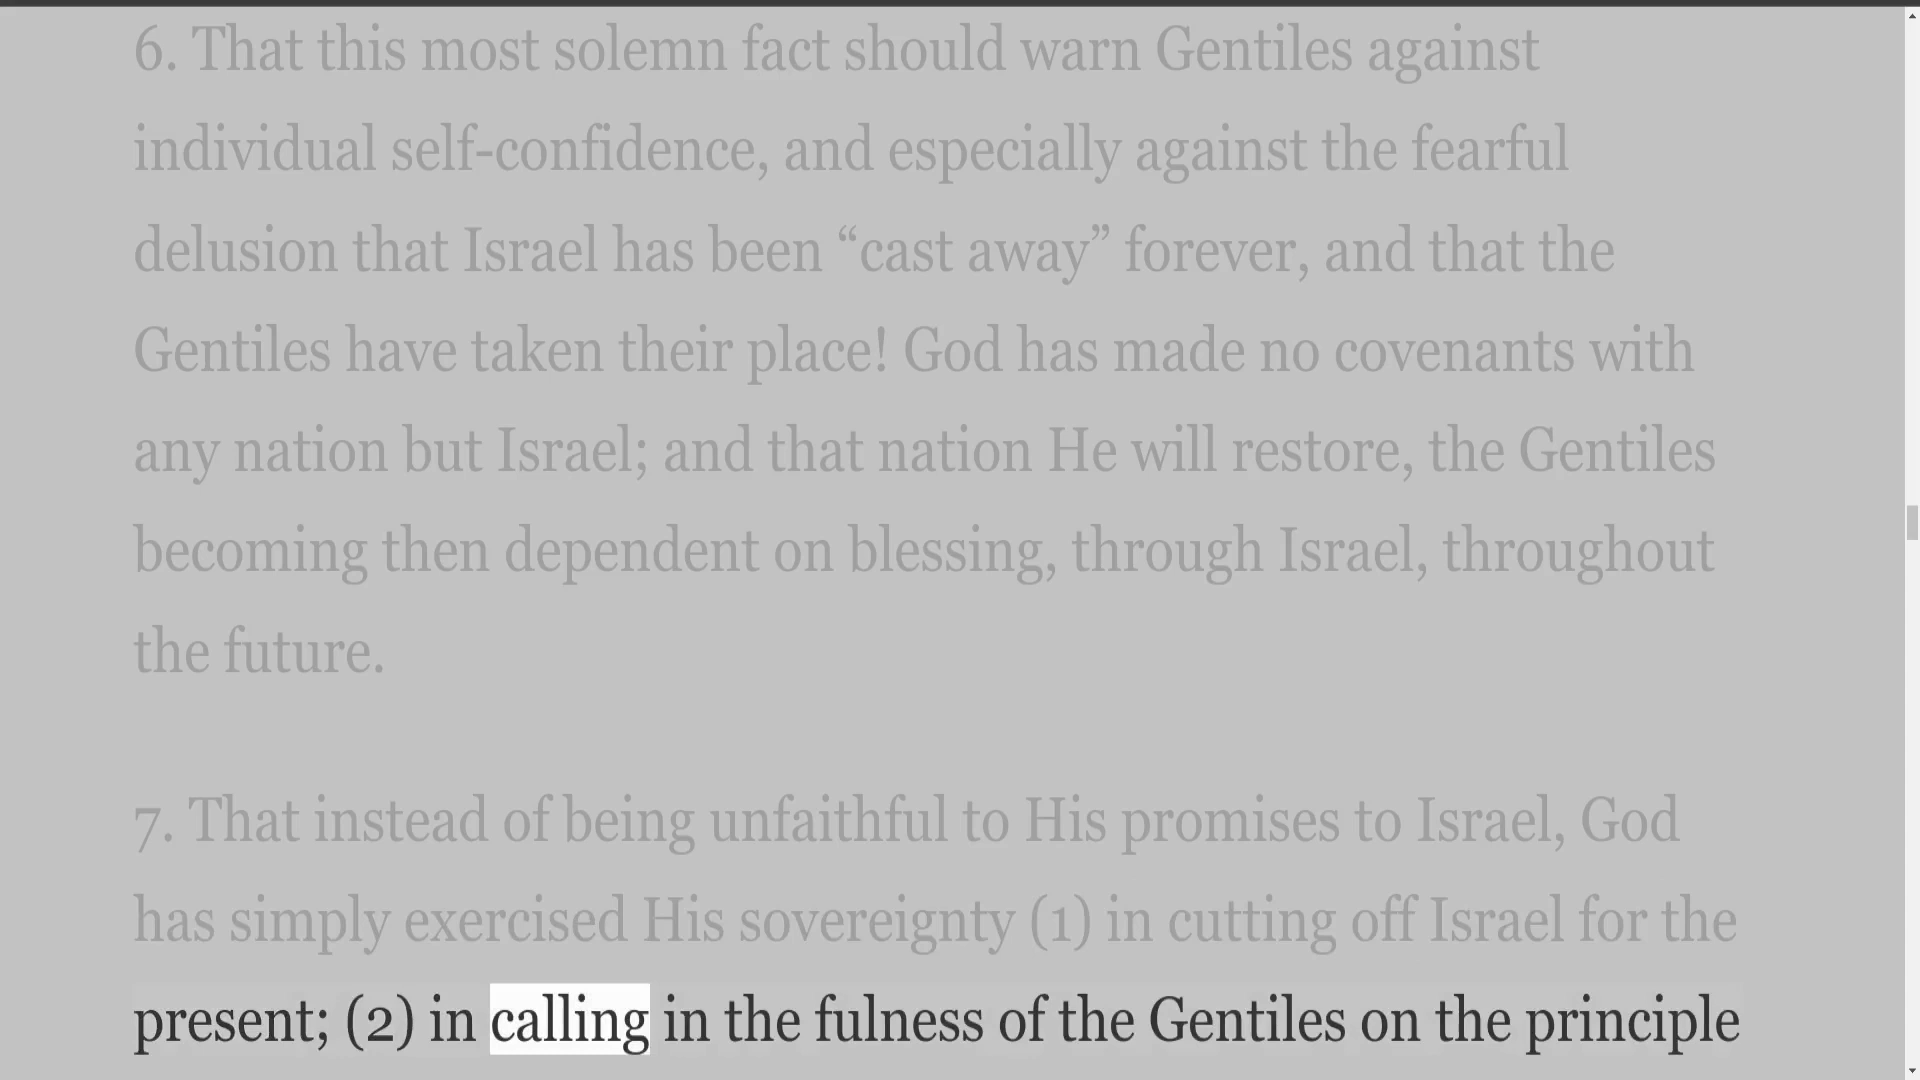 6. That this most solemn fact should warn Gentiles against
individual self-confidence, and especially against the fearful
delusion that Israel has been “cast away” forever, and that the
Gentiles have taken their place! God has made no covenants with
any nation but Israel; and that nation He will restore, the Gentiles
becoming then dependent on blessing, through Israel, throughout
the future.
7. That instead of being unfaithful to His promises to Israel, God
has simply exercised His sovereignty (1) in cutting off Israel for the
present; (2) in calling in the fulness of the Gentiles on the principle